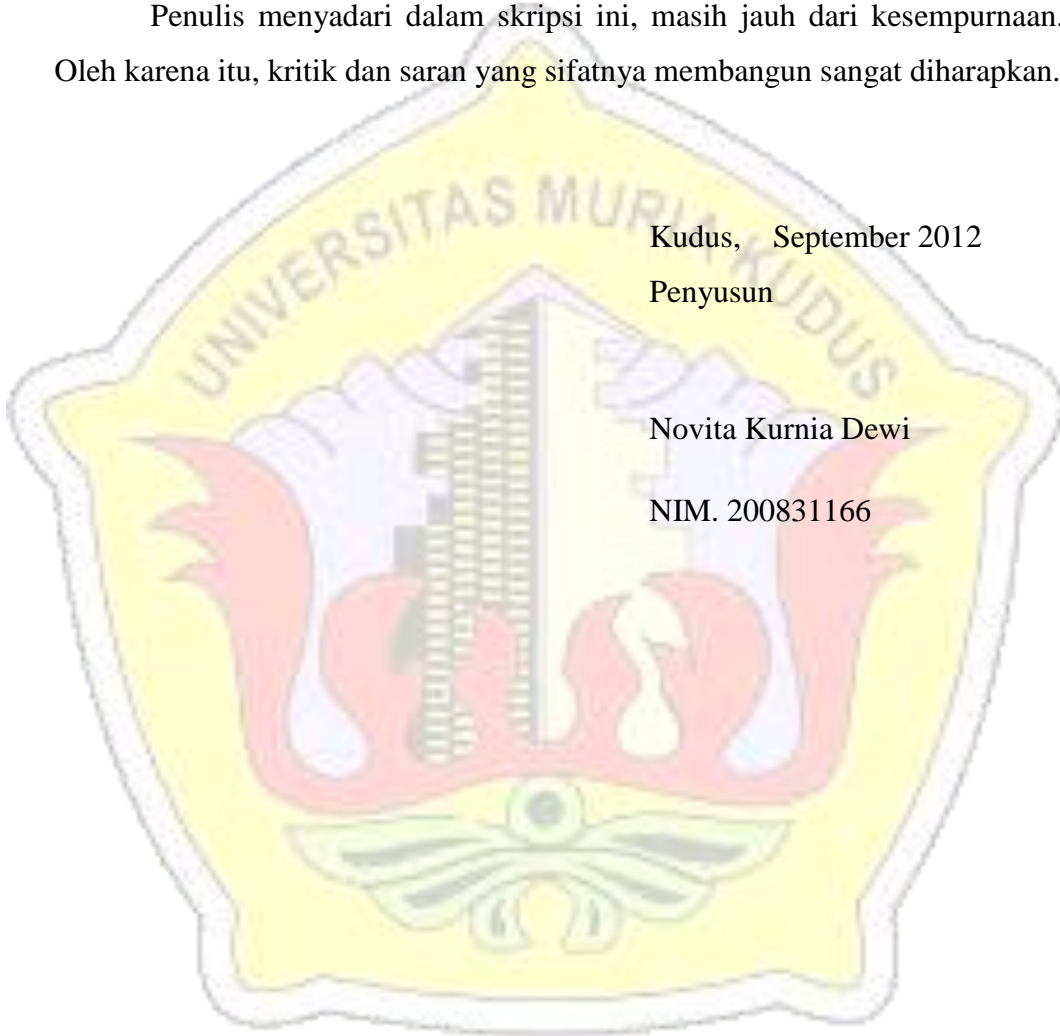 Penulis menyadari dalam skripsi ini, masih jauh dari kesempurnaan.
Oleh karena itu, kritik dan saran yang sifatnya membangun sangat diharapkan.
UNIVERSITAS MURIA KUDUS
Kudus,    September 2012
Penyusun
Novita Kurnia Dewi
NIM. 200831166